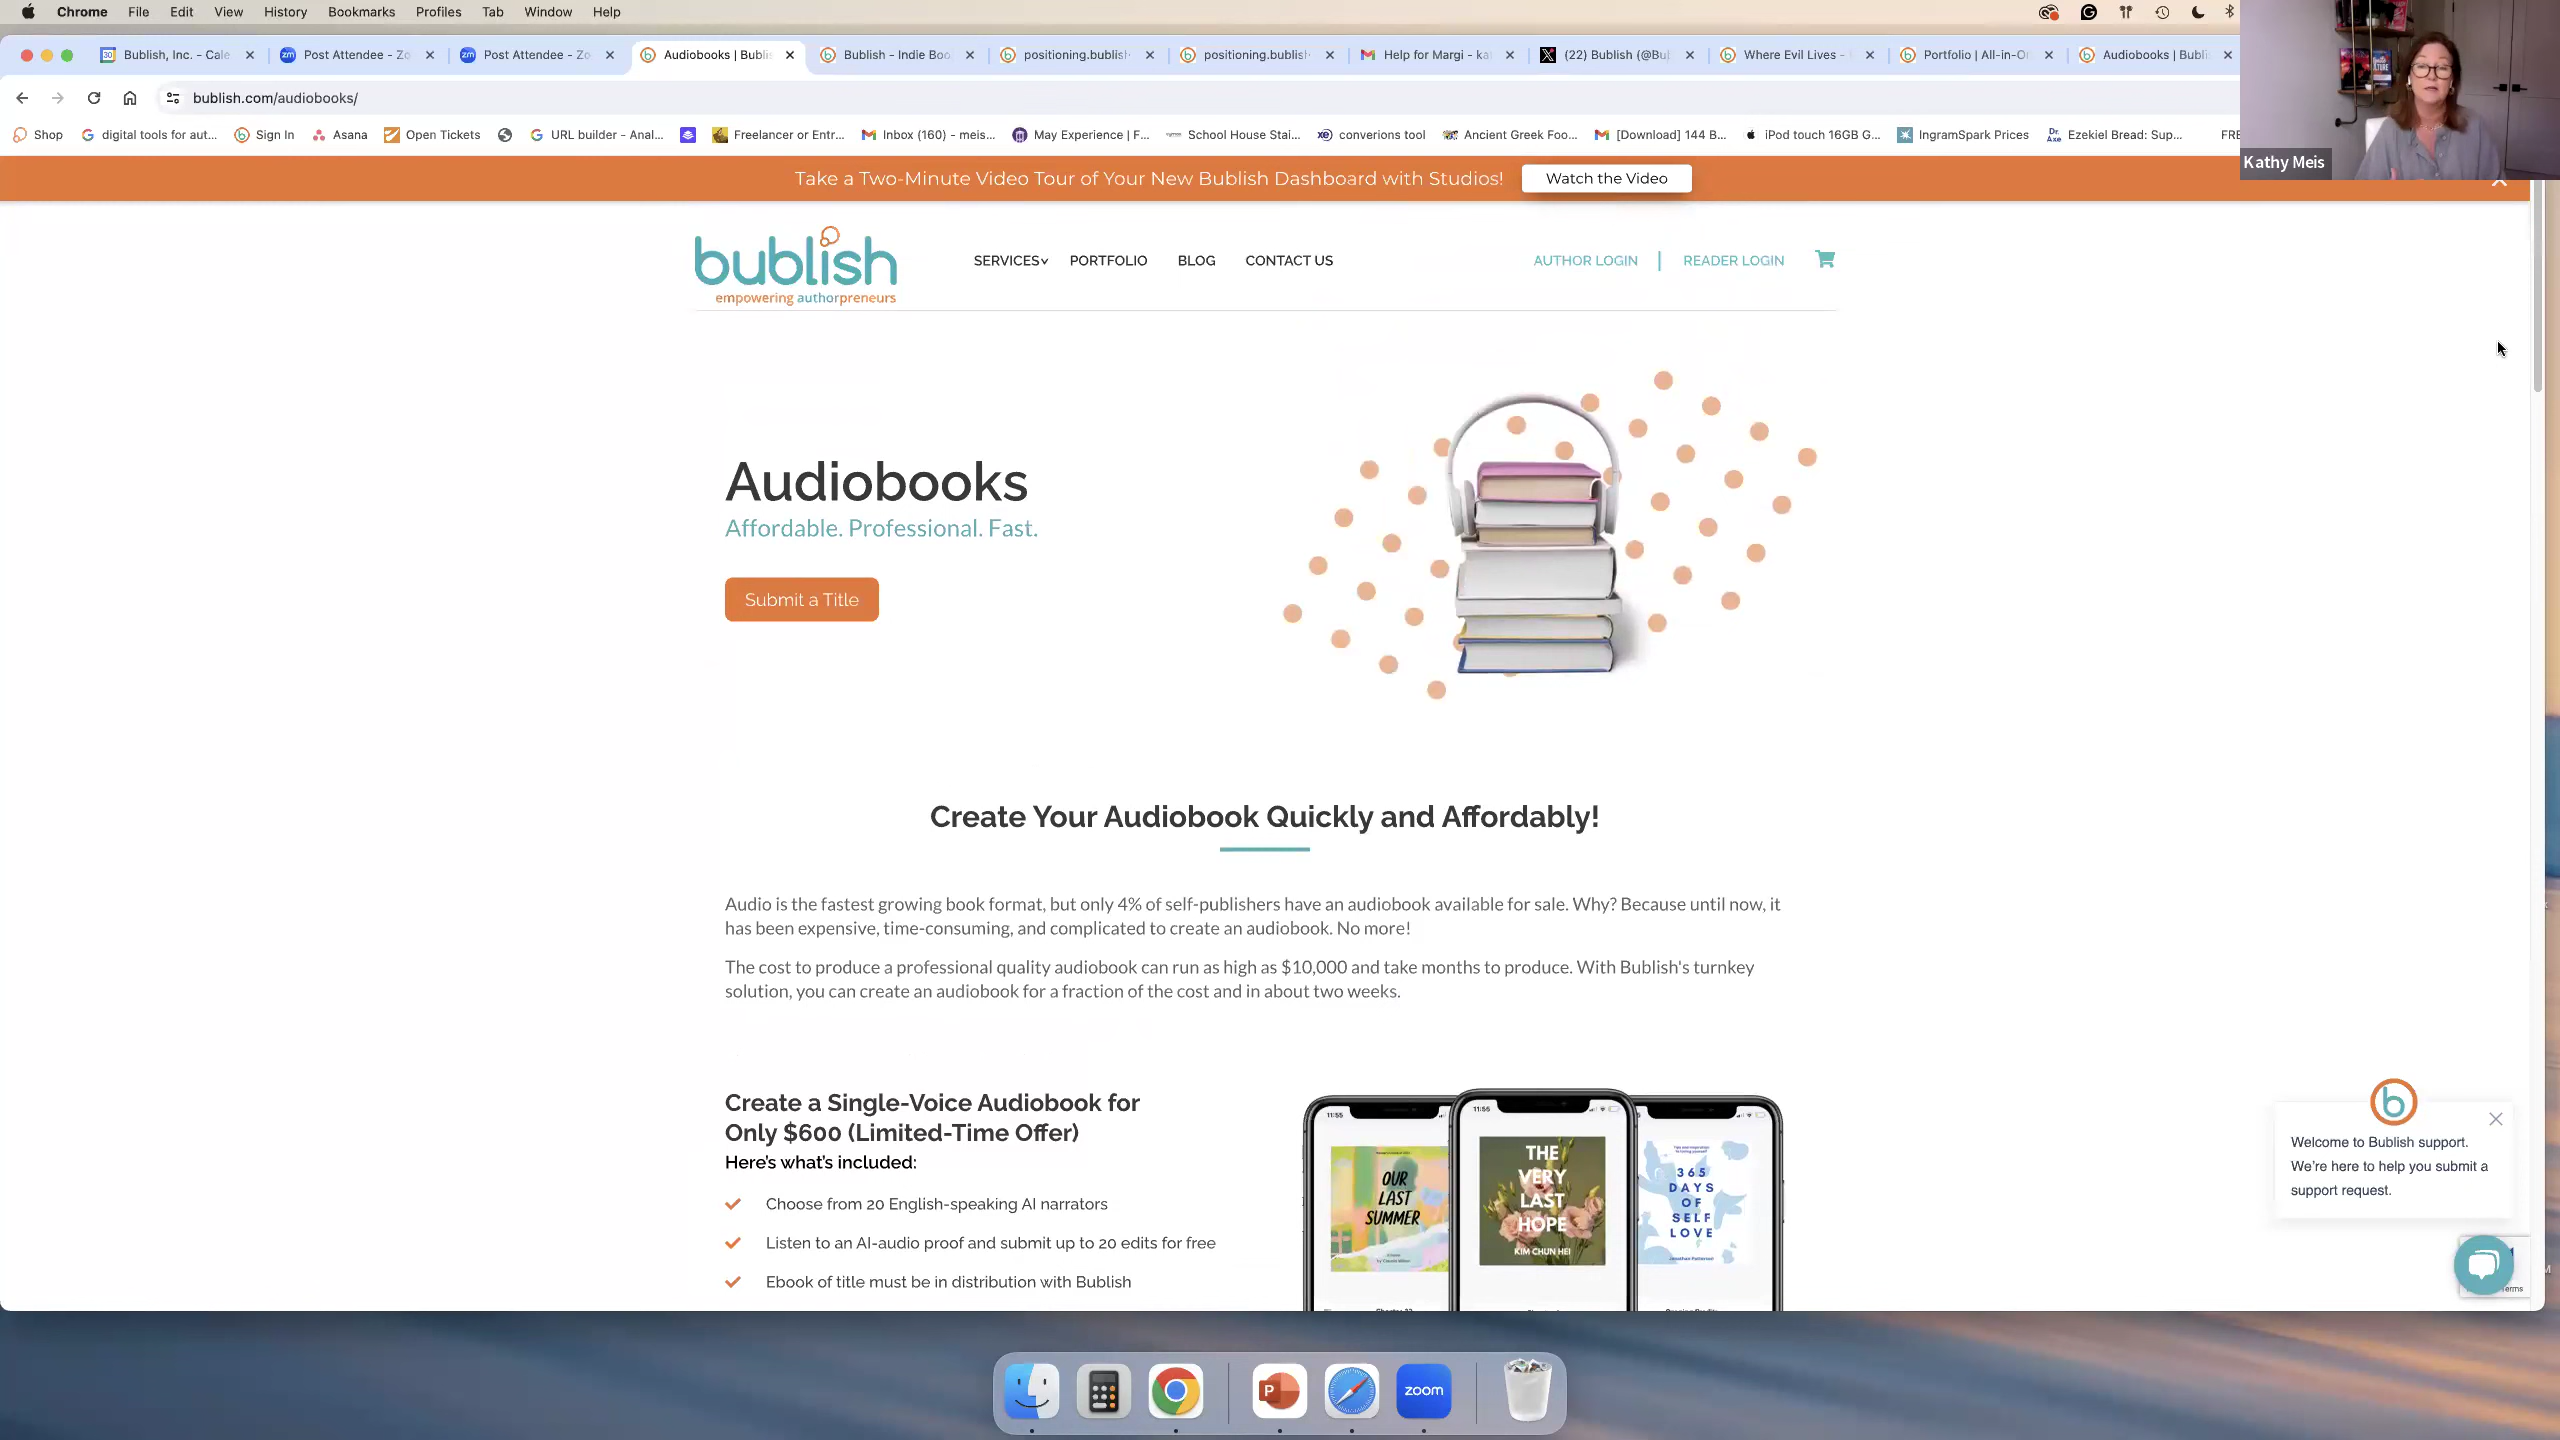 Chrome File Edit View History Bookmarks Profiles Tab Window Help
Bublish, Inc. - Cale
Post Attendee - Zo
Post Attendee - Zo
Audiobooks | Bublis
Bublish - Indie Boo
positioning.bublish
positioning.bublish
Help for Margi - ka
(22) Bublish (@Bu
Where Evil Lives -
Portfolio | All-in-O
Audiobooks | Bubli
bublish.com/audiobooks/
Shop
digital tools for aut...
Sign In
Asana
Open Tickets
URL builder - Anal...
Freelancer or Entr...
Inbox (160) - meis...
May Experience | F...
School House Stai...
converions tool
Ancient Greek Foo...
[Download] 144 B...
iPod touch 16GB G...
IngramSpark Prices
Ezekiel Bread: Sup...
FRE
Kathy Meis
Take a Two-Minute Video Tour of Your New Bublish Dashboard with Studios! Watch the Video
bublish
empowering authorpreneurs
SERVICES PORTFOLIO BLOG CONTACT US
AUTHOR LOGIN | READER LOGIN
Audiobooks
Affordable. Professional. Fast.
Submit a Title
Create Your Audiobook Quickly and Affordably!
Audio is the fastest growing book format, but only 4% of self-publishers have an audiobook available for sale. Why? Because until now, it
has been expensive, time-consuming, and complicated to create an audiobook. No more!
The cost to produce a professional quality audiobook can run as high as $10,000 and take months to produce. With Bublish's turnkey
solution, you can create an audiobook for a fraction of the cost and in about two weeks.
Create a Single-Voice Audiobook for
Only $600 (Limited-Time Offer)
Here's what's included:
Choose from 20 English-speaking AI narrators
Listen to an AI-audio proof and submit up to 20 edits for free
Ebook of title must be in distribution with Bublish
11:55
OUR
LAST
SUMMER
11:55
THE
VERY
LAST
HOPE
KIM CHUN HEI
365
DAYS
OF
SELF
LOVE
Welcome to Bublish support.
We're here to help you submit a
support request.
zoom